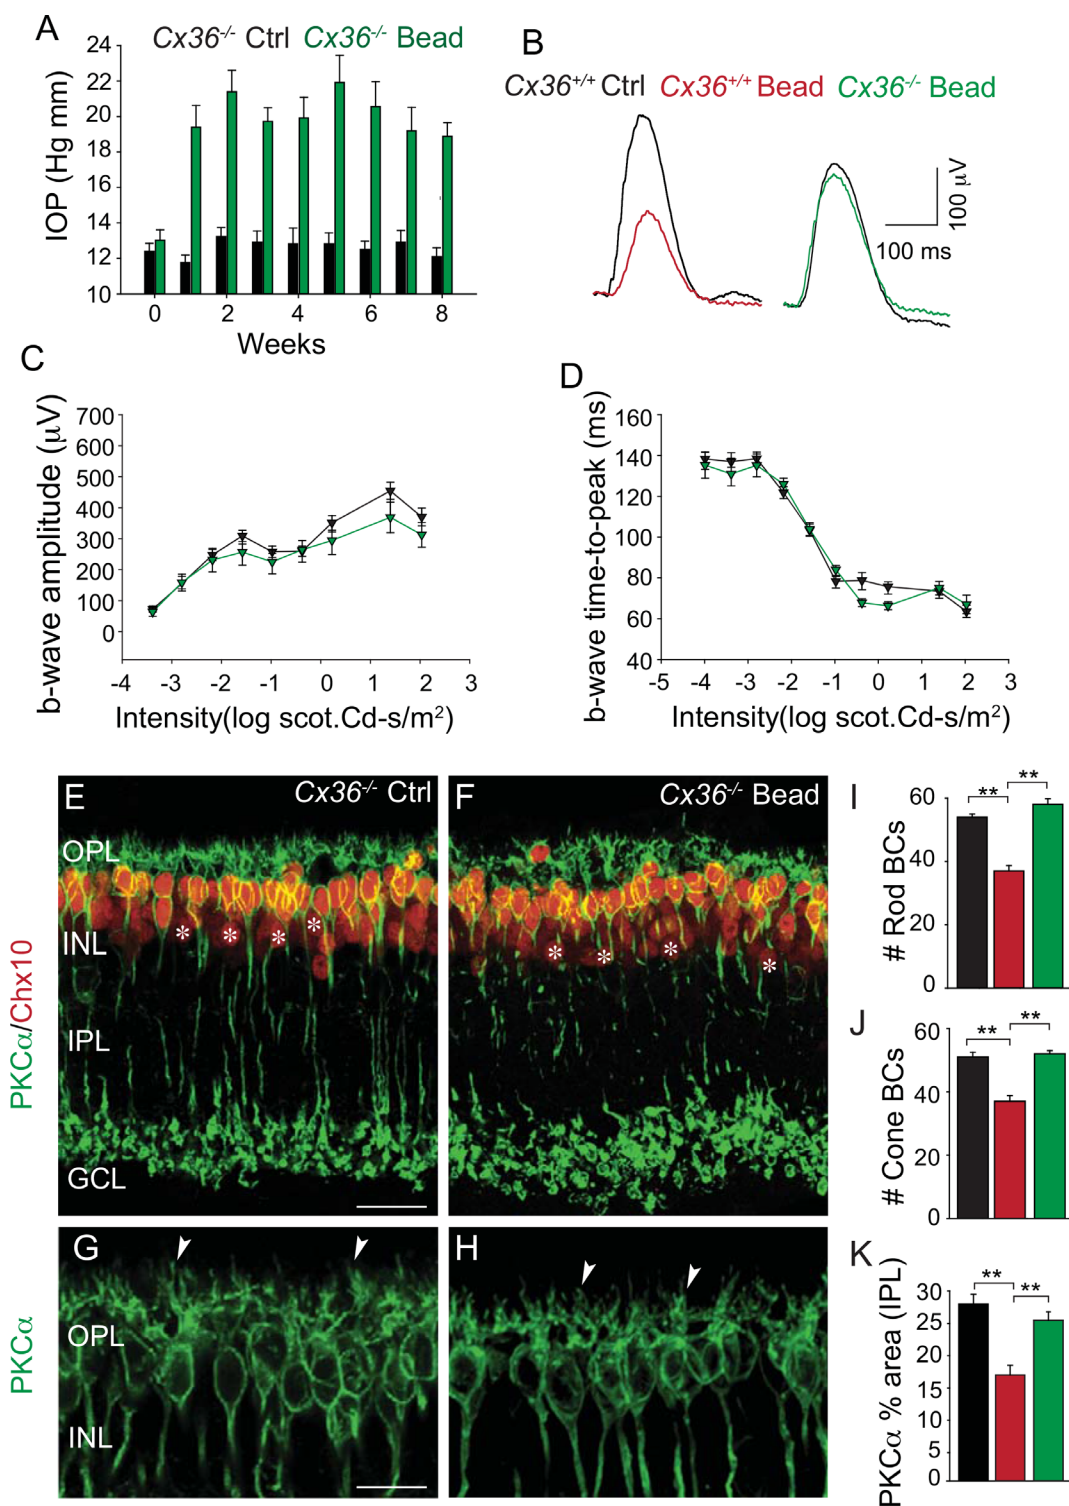 A
Cx36-/- Ctrl Cx36-/- Bead
IOP (Hg mm)
24
22
20
18
16
14
12
10
0 2 4 6 8
Weeks
B
Cx36+/+ Ctrl Cx36+/+ Bead Cx36-/- Bead
100 µV
100 ms
C
b-wave amplitude (µV)
700
600
500
400
300
200
100
0
-4 -3 -2 -1 0 1 2 3
Intensity(log scot.Cd-s/m²)
D
b-wave time-to-peak (ms)
160
140
120
100
80
60
40
-5 -4 -3 -2 -1 0 1 2 3
Intensity(log scot.Cd-s/m²)
PKCα/Chx10
E
Cx36-/- Ctrl
OPL
INL
* * * *
IPL
GCL
F
Cx36-/- Bead
* * * *
PKCα
G
OPL
INL
H
I
# Rod BCs
60
40
20
0
**
**
J
# Cone BCs
60
40
20
0
**
**
K
PKCα % area (IPL)
30
25
20
15
10
5
0
**
**